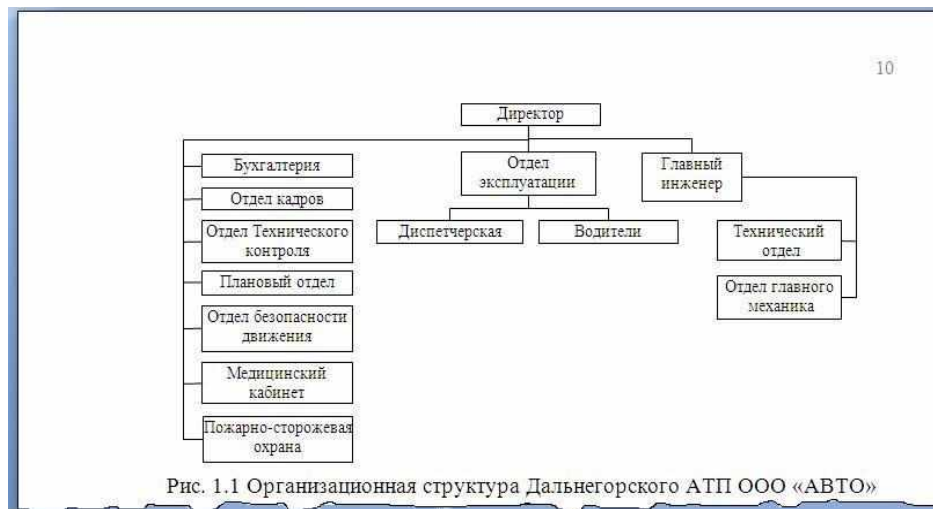 10
Директор
Бухгалтерия
Отдел кадров
Отдел Технического
контроля
Плановый отдел
Отдел безопасности
движения
Медицинский
кабинет
Пожарно-сторожевая
охрана
Отдел
эксплуатации
Диспетчерская
Водители
Главный
инженер
Технический
отдел
Отдел главного
механика
Рис. 1.1 Организационная структура Дальнегорского АТП ООО «АВТО»